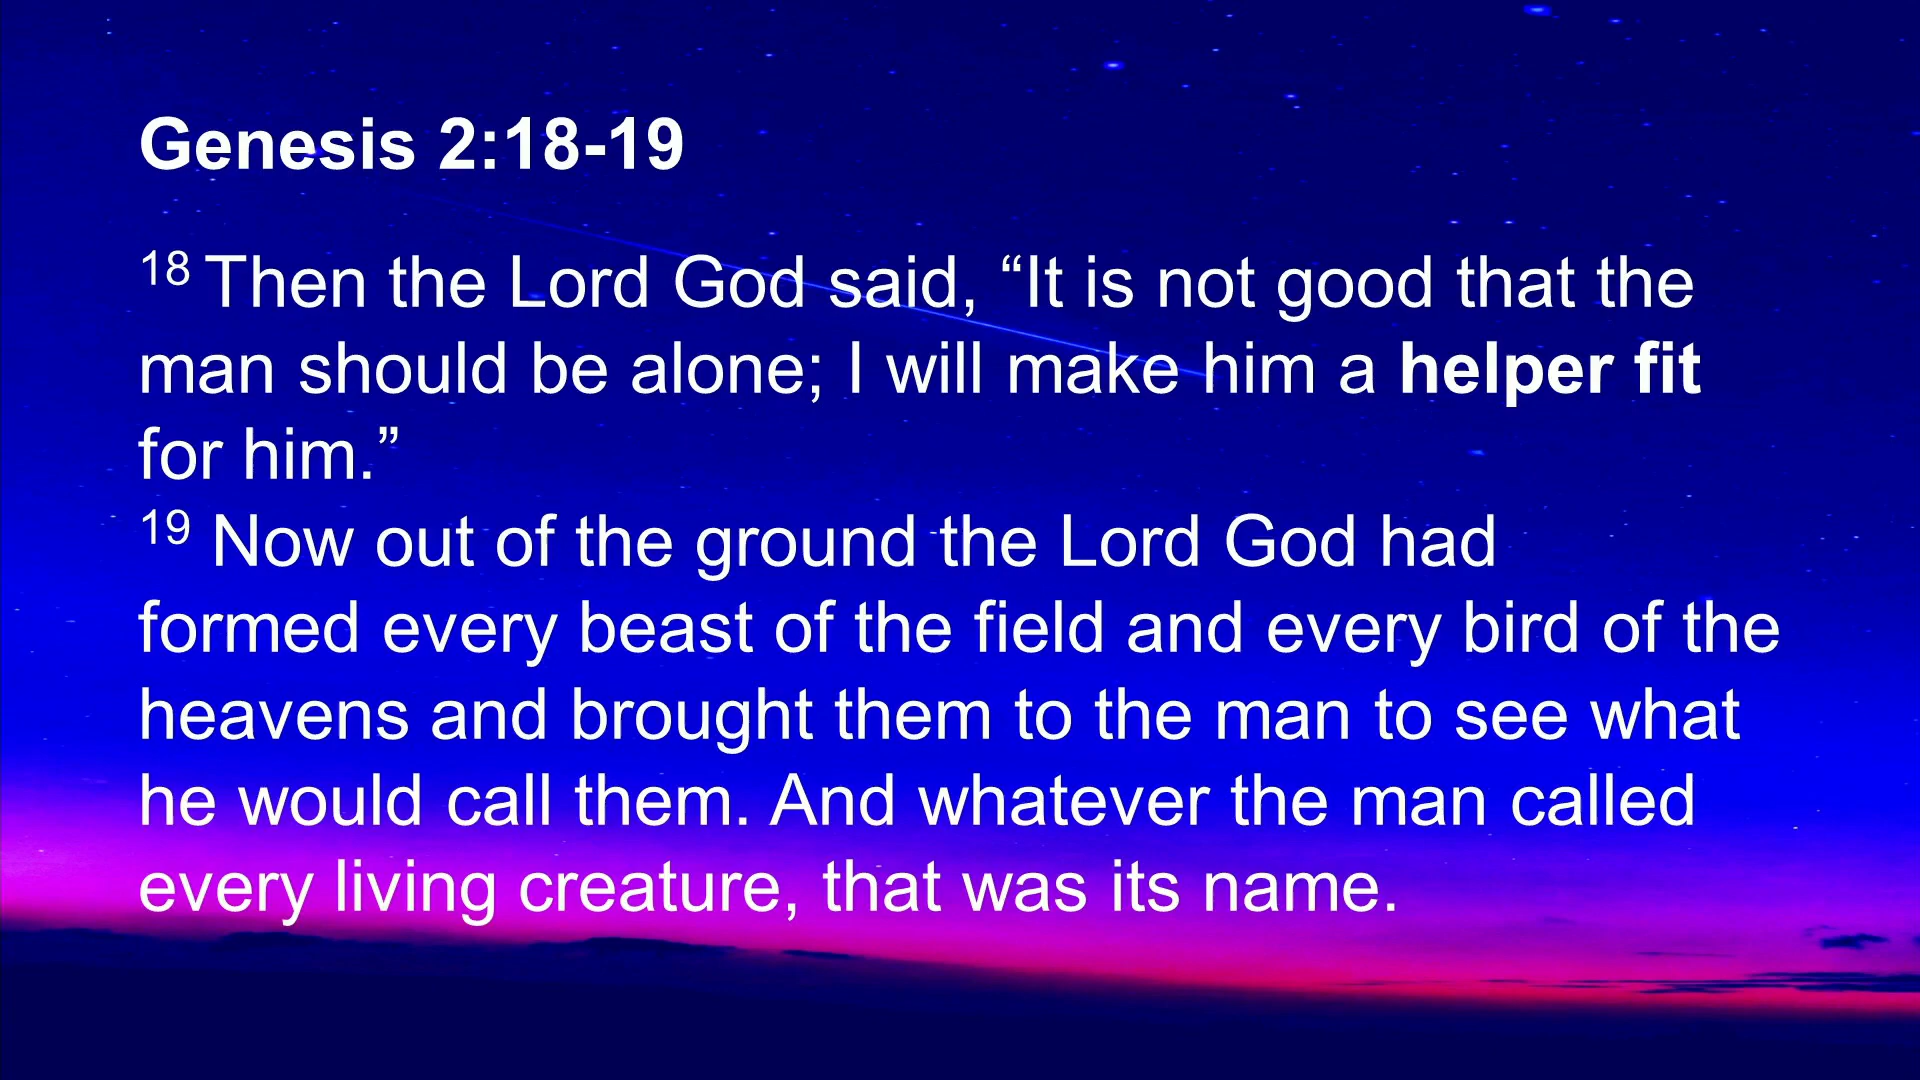 Genesis 2:18-19
18 Then the Lord God said, “It is not good that the
man should be alone; I will make him a helper fit
for him.”
19 Now out of the ground the Lord God had
formed every beast of the field and every bird of the
heavens and brought them to the man to see what
he would call them. And whatever the man called
every living creature, that was its name.